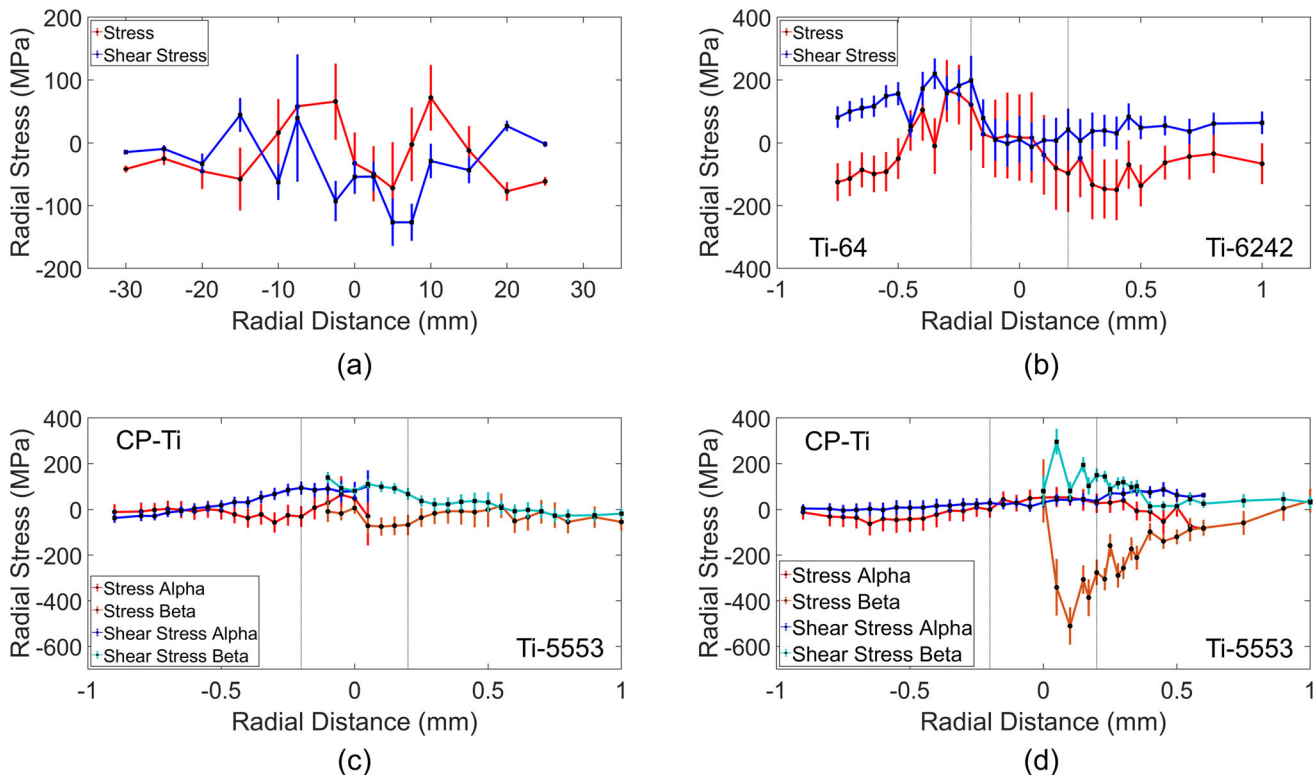 200
100
0
-100
-200
Radial Stress (MPa)
Stress
Shear Stress
-30 -20 -10 0 10 20 30
Radial Distance (mm)
(a)
400
200
0
-200
-400
Radial Stress (MPa)
Stress
Shear Stress
Ti-64
Ti-6242
-1 -0.5 0 0.5 1
Radial Distance (mm)
(b)
400
200
0
-200
-400
-600
Radial Stress (MPa)
CP-Ti
Stress Alpha
Stress Beta
Shear Stress Alpha
Shear Stress Beta
Ti-5553
-1 -0.5 0 0.5 1
Radial Distance (mm)
(c)
400
200
0
-200
-400
-600
Radial Stress (MPa)
CP-Ti
Stress Alpha
Stress Beta
Shear Stress Alpha
Shear Stress Beta
Ti-5553
-1 -0.5 0 0.5 1
Radial Distance (mm)
(d)